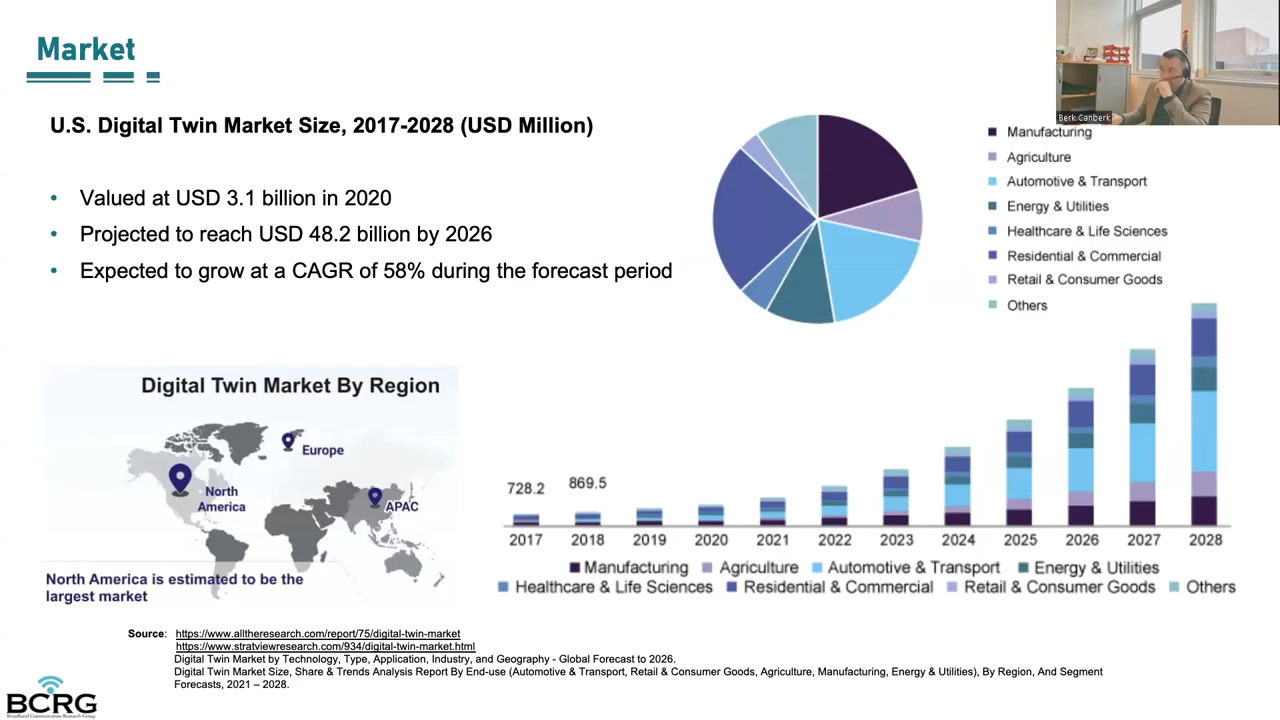 Market
Berk Canberk
U.S. Digital Twin Market Size, 2017-2028 (USD Million)
• Valued at USD 3.1 billion in 2020
• Projected to reach USD 48.2 billion by 2026
• Expected to grow at a CAGR of 58% during the forecast period
Manufacturing
Agriculture
Automotive & Transport
Energy & Utilities
Healthcare & Life Sciences
Residential & Commercial
Retail & Consumer Goods
Others
Digital Twin Market By Region
Europe
North
America
APAC
North America is estimated to be the
largest market
728.2
869.5
2017 2018 2019 2020 2021 2022 2023 2024 2025 2026 2027 2028
Manufacturing Agriculture Automotive & Transport Energy & Utilities
Healthcare & Life Sciences Residential & Commercial Retail & Consumer Goods Others
Source: https://www.alltheresearch.com/report/75/digital-twin-market
https://www.stratviewresearch.com/934/digital-twin-market.html
Digital Twin Market by Technology, Type, Application, Industry, and Geography - Global Forecast to 2026.
Digital Twin Market Size, Share & Trends Analysis Report By End-use (Automotive & Transport, Retail & Consumer Goods, Agriculture, Manufacturing, Energy & Utilities), By Region, And Segment
Forecasts, 2021 – 2028.
BCRG
Broadband Communication Research Group